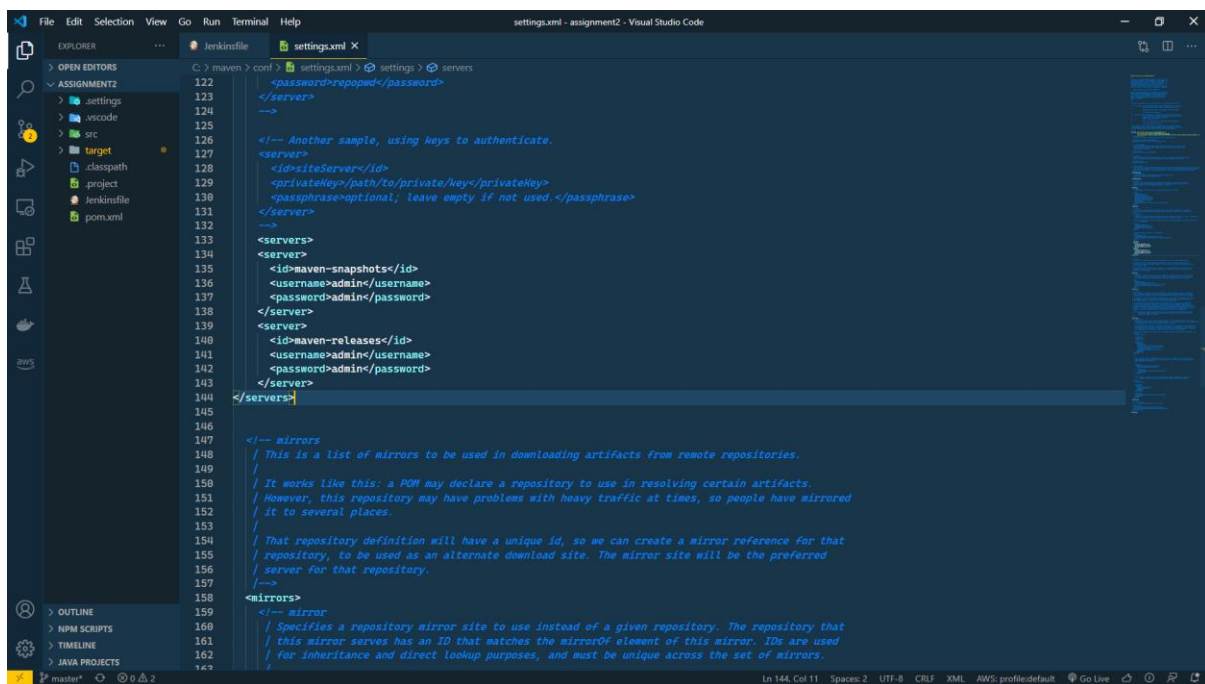 File Edit Selection View Go Run Terminal Help
settings.xml - assignment2 - Visual Studio Code
EXPLORER
Jenkinsfile
settings.xml
OPEN EDITORS
C: > maven > conf > settings.xml > settings > servers
ASSIGNMENT2
.settings
.vscode
src
target
.classpath
.project
Jenkinsfile
pom.xml
2
aws
122 <password>repopwd</password>
123 </server>
124 -->
125
126 <!-- Another sample, using keys to authenticate.
127 <server>
128 <id>siteServer</id>
129 <privateKey>/path/to/private/key</privateKey>
130 <passphrase>optional; leave empty if not used.</passphrase>
131 </server>
132 -->
133 <servers>
134 <server>
135 <id>maven-snapshots</id>
136 <username>admin</username>
137 <password>admin</password>
138 </server>
139 <server>
140 <id>maven-releases</id>
141 <username>admin</username>
142 <password>admin</password>
143 </server>
144 </servers>
145
146
147 <!-- mirrors
148 | This is a list of mirrors to be used in downloading artifacts from remote repositories.
149 |
150 | It works like this: a POM may declare a repository to use in resolving certain artifacts.
151 | However, this repository may have problems with heavy traffic at times, so people have mirrored
152 | it to several places.
153 |
154 | That repository definition will have a unique id, so we can create a mirror reference for that
155 | repository, to be used as an alternate download site. The mirror site will be the preferred
156 | server for that repository.
157 |-->
158 <mirrors>
159 <!-- mirror
160 | Specifies a repository mirror site to use instead of a given repository. The repository that
161 | this mirror serves has an ID that matches the mirrorOf element of this mirror. IDs are used
162 | for inheritance and direct lookup purposes, and must be unique across the set of mirrors.
163 |
OUTLINE
NPM SCRIPTS
TIMELINE
JAVA PROJECTS
master* 0 2
Ln 144, Col 11 Spaces: 2 UTF-8 CRLF XML AWS: profile:default Go Live